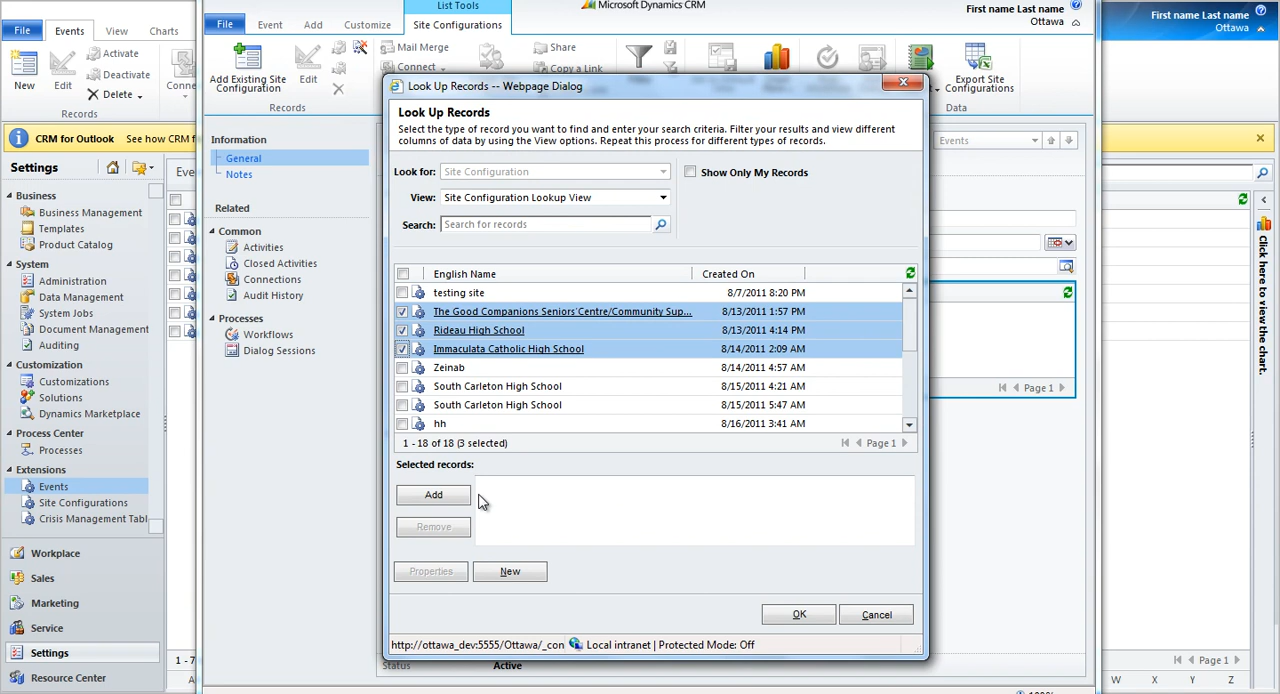 File
Events
View
Charts
New
Edit
Activate
Deactivate
Delete
Records
CRM for Outlook See how CRM f
Settings
Business
Business Management
Templates
Product Catalog
System
Administration
Data Management
System Jobs
Document Management
Auditing
Customization
Customizations
Solutions
Dynamics Marketplace
Process Center
Processes
Extensions
Events
Site Configurations
Crisis Management Tabl
Workplace
Sales
Marketing
Service
Settings
Resource Center
List Tools
Microsoft Dynamics CRM
First name Last name
Ottawa
File
Event
Add
Customize
Site Configurations
Add Existing Site
Configuration
Edit
Mail Merge
Connect
Share
Copy a Link
Export Site
Configurations
Records
Data
Information
General
Notes
Related
Common
Activities
Closed Activities
Connections
Audit History
Processes
Workflows
Dialog Sessions
Events
Page 1
Status
Active
Look Up Records -- Webpage Dialog
Look Up Records
Select the type of record you want to find and enter your search criteria. Filter your results and view different
columns of data by using the View options. Repeat this process for different types of records.
Look for: Site Configuration
Show Only My Records
View: Site Configuration Lookup View
Search: Search for records
English Name Created On
testing site 8/7/2011 8:20 PM
The Good Companions Seniors'Centre/Community Sup... 8/13/2011 1:57 PM
Rideau High School 8/13/2011 4:14 PM
Immaculata Catholic High School 8/14/2011 2:09 AM
Zeinab 8/14/2011 4:57 AM
South Carleton High School 8/15/2011 4:21 AM
South Carleton High School 8/15/2011 5:47 AM
hh 8/16/2011 3:41 AM
1 - 18 of 18 (3 selected)
Page 1
Selected records:
Add
Remove
Properties
New
OK
Cancel
http://ottawa_dev:5555/Ottawa/_con Local intranet | Protected Mode: Off
First name Last name
Ottawa
Click here to view the chart.
Page 1
W X Y Z